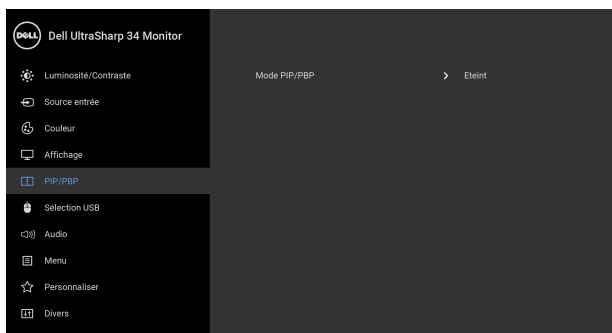 DELL Dell UltraSharp 34 Monitor
Luminosité/Contraste Mode PIP/PBP Eteint
Source entrée
Couleur
Affichage
PIP/PBP
Sélection USB
Audio
Menu
Personnaliser
Divers